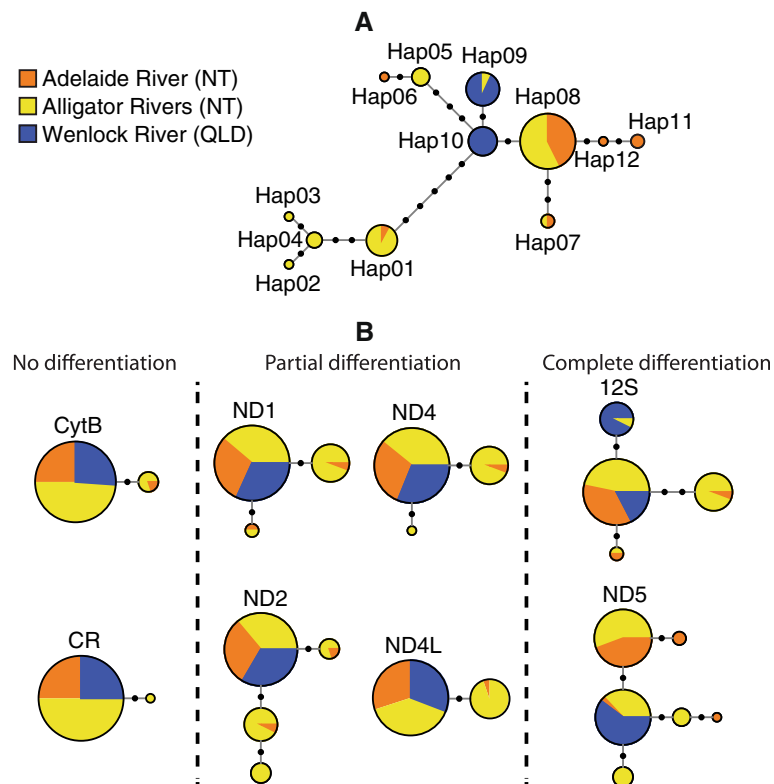 A
Adelaide River (NT)
Alligator Rivers (NT)
Wenlock River (QLD)
Hap05
Hap09
Hap06
Hap08
Hap10
Hap11
Hap12
Hap03
Hap04
Hap07
Hap01
Hap02
B
No differentiation
Partial differentiation
Complete differentiation
CytB
ND1
ND4
12S
CR
ND2
ND4L
ND5